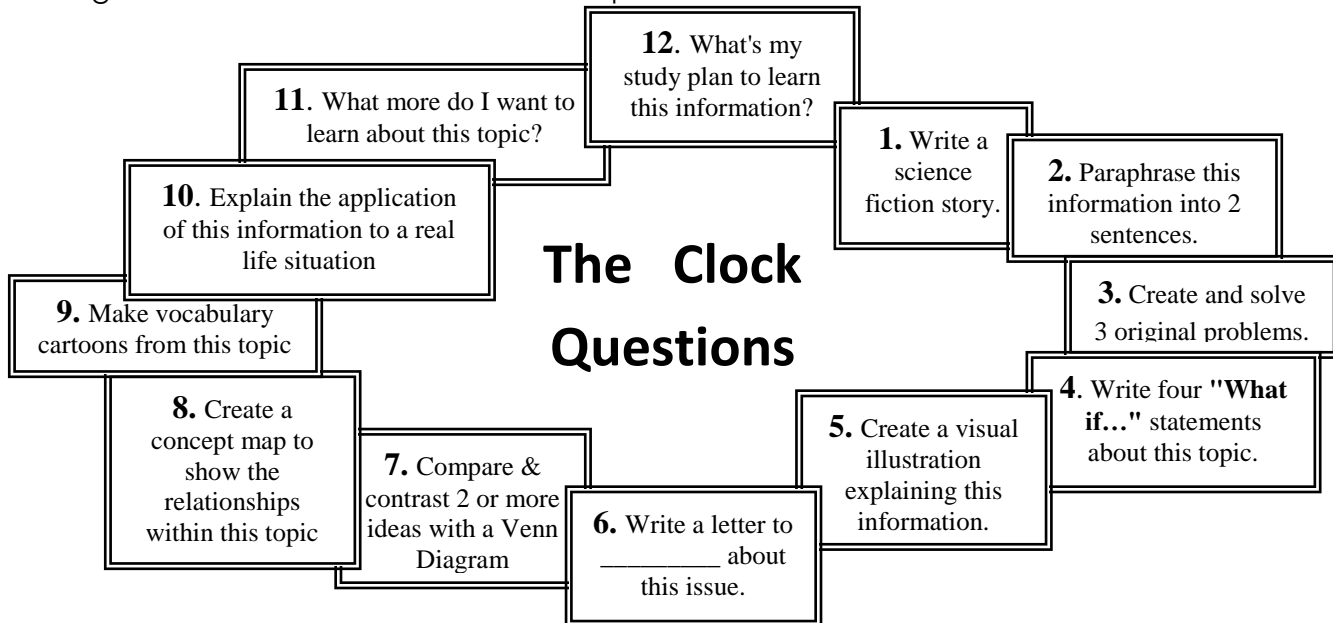 12. What's my
study plan to learn
this information?
11. What more do I want to
learn about this topic?
1. Write a
science
fiction story.
2. Paraphrase this
information into 2
sentences.
10. Explain the application
of this information to a real
life situation
The Clock
Questions
3. Create and solve
3 original problems.
9. Make vocabulary
cartoons from this topic
4. Write four "What
if…" statements
about this topic.
8. Create a
concept map to
show the
relationships
within this topic
5. Create a visual
illustration
explaining this
information.
7. Compare &
contrast 2 or more
ideas with a Venn
Diagram
6. Write a letter to
_________ about
this issue.